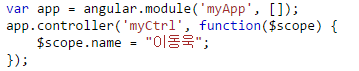 var app = angular.module('myApp', []);
app.controller('myCtrl', function($scope) {
    $scope.name = "이동욱";
});